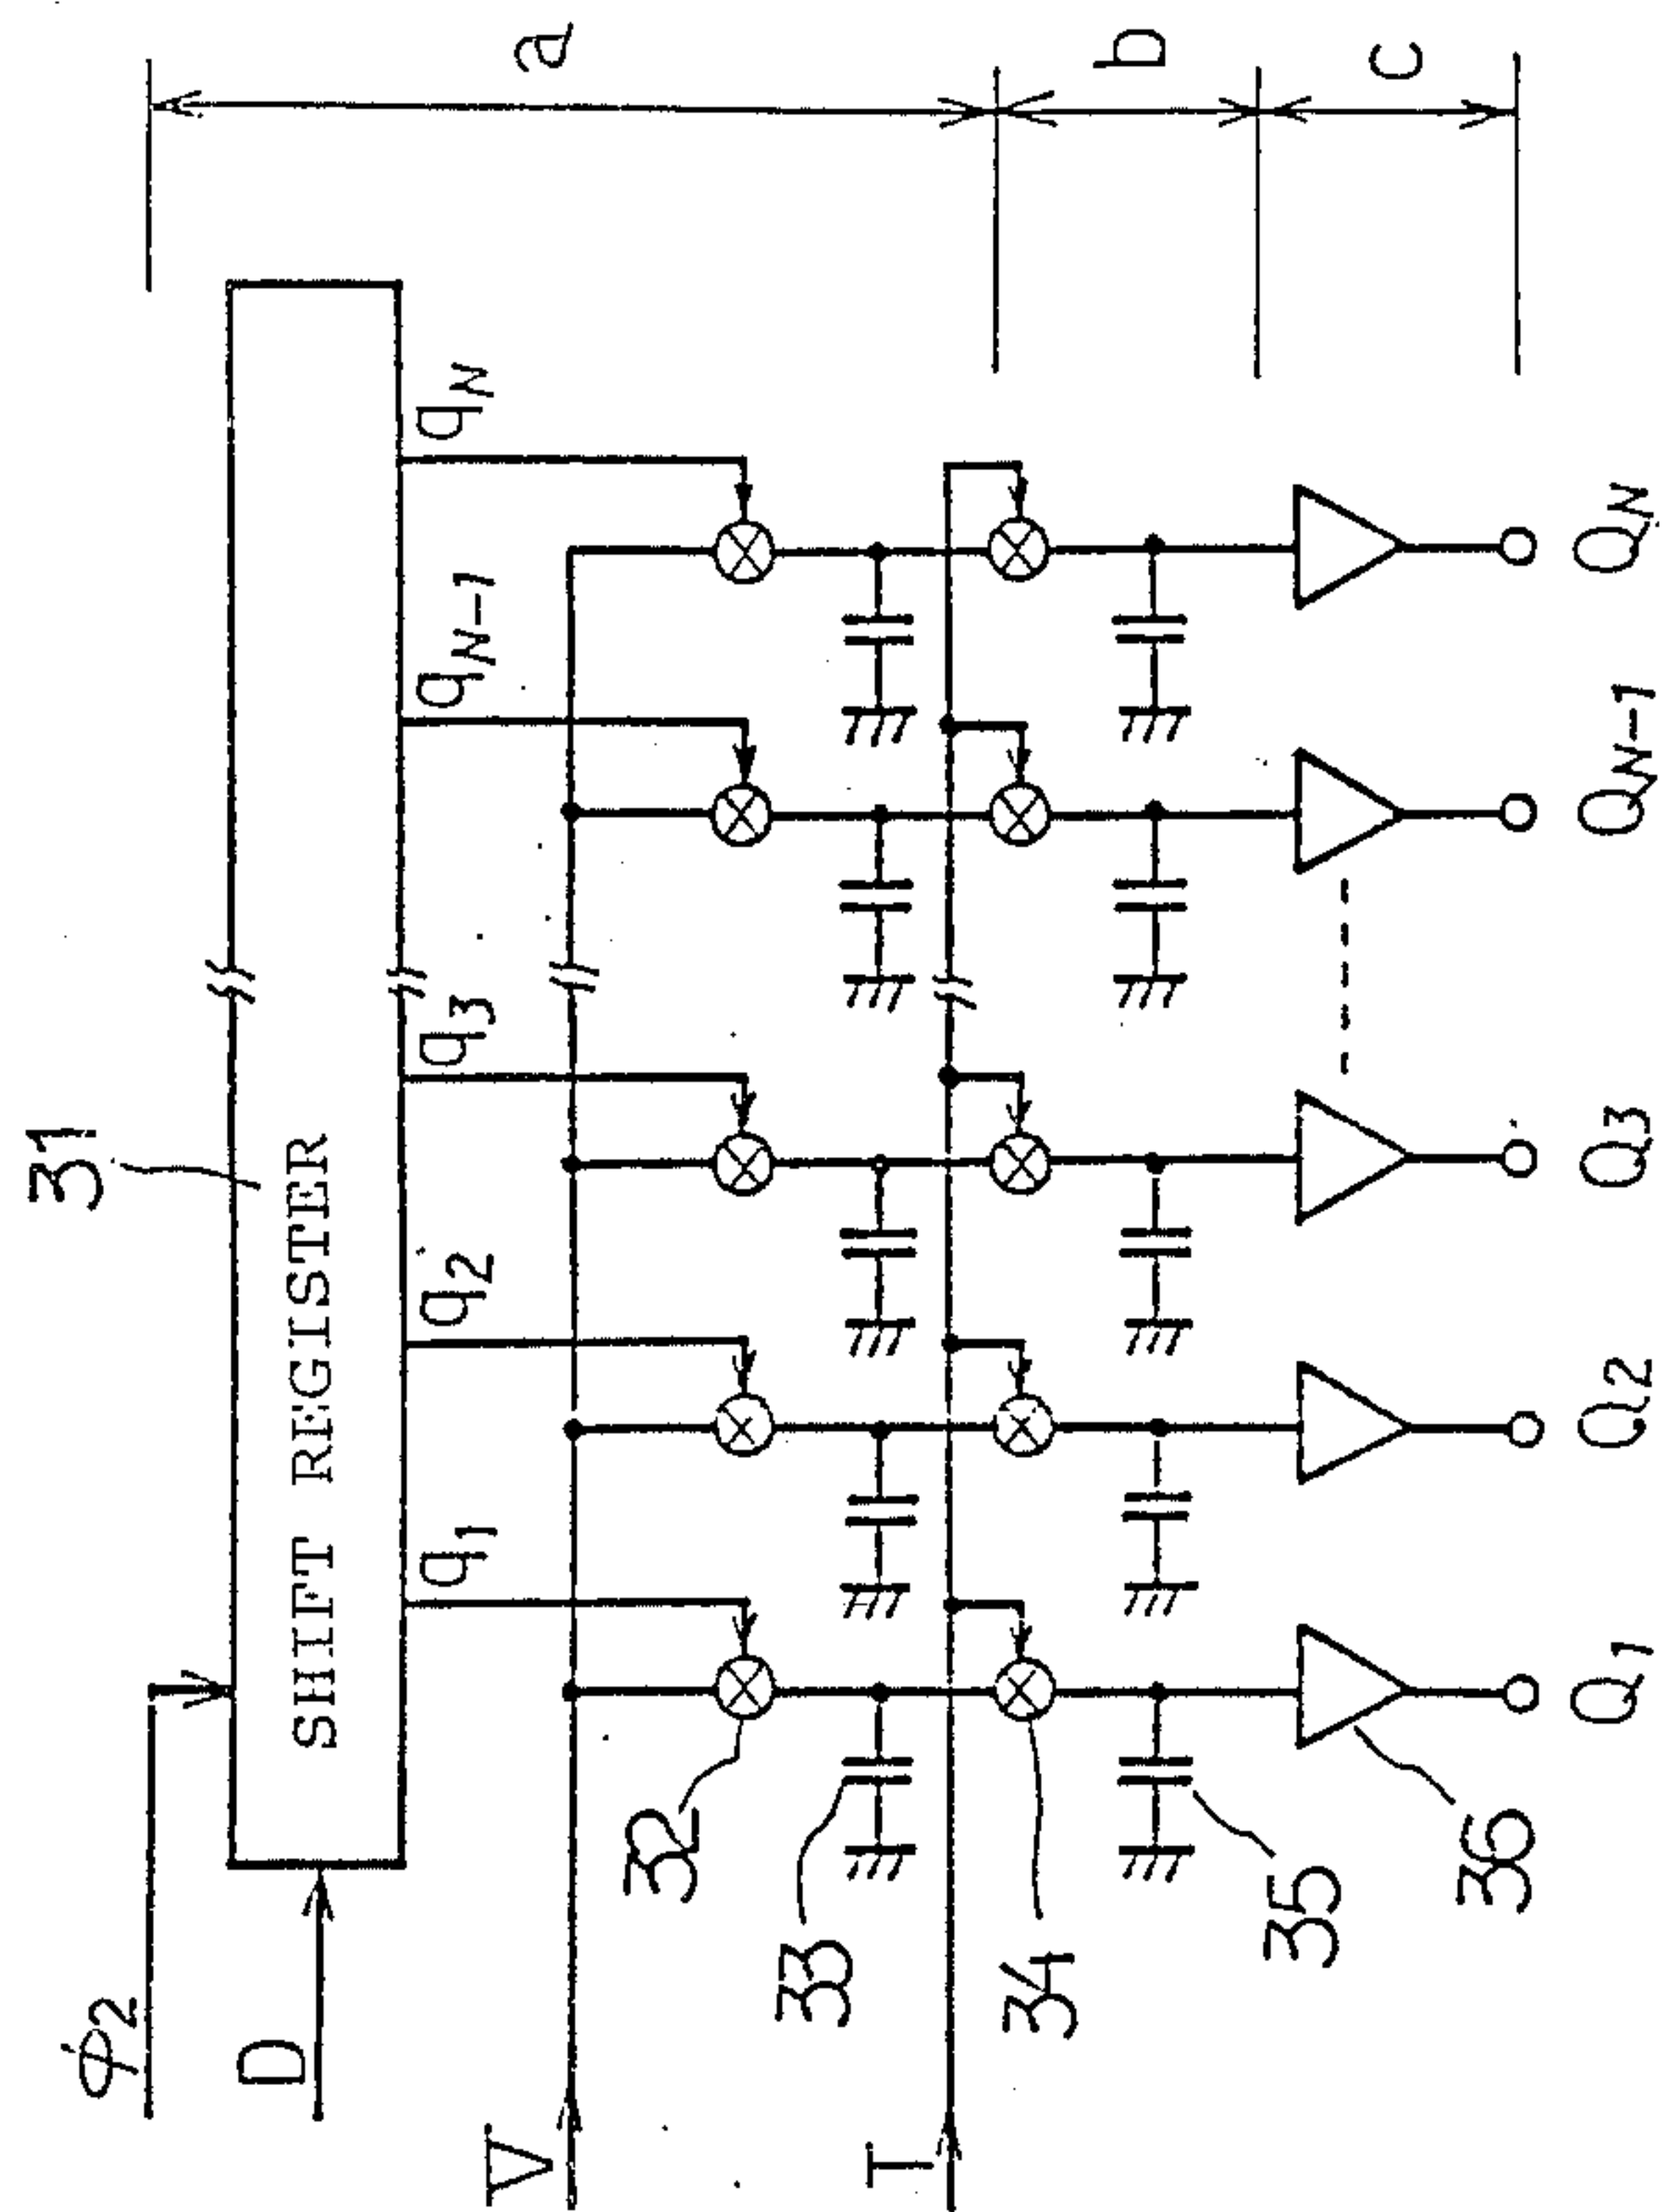 31
φ2
D
SHIFT REGISTER
a
q1
q2
q3
qN-1
qN
V
32
33
T
34
b
35
36
c
Q1
Q2
Q3
QN-1
QN